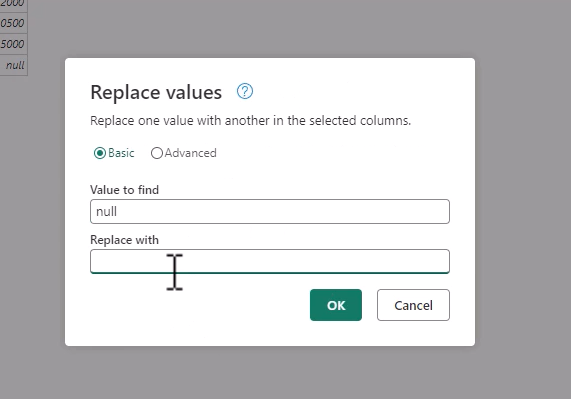 2000
0500
5000
null
Replace values ?
Replace one value with another in the selected columns.
Basic Advanced
Value to find
null
Replace with
OK Cancel